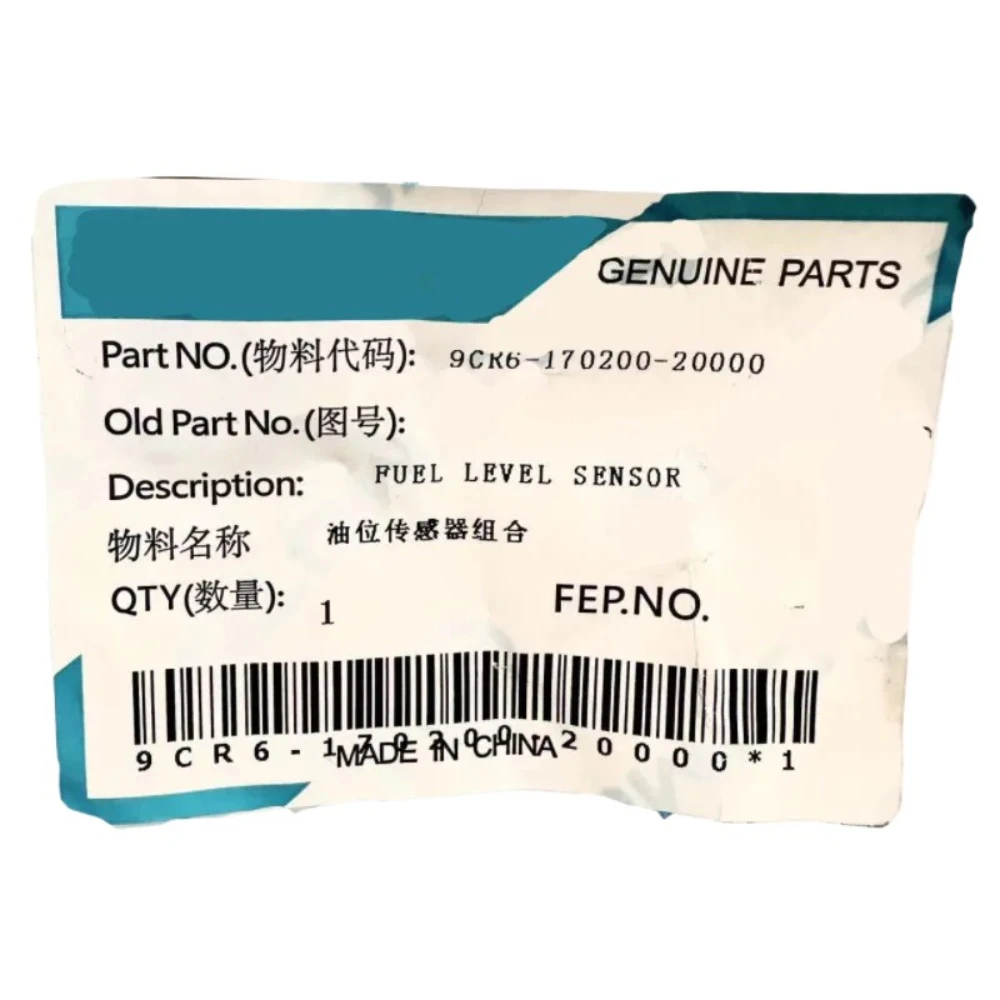 GENUINE PARTS
Part NO.(物料代码): 9CR6-170200-20000
Old Part No.(图号):
Description: FUEL LEVEL SENSOR
物料名称 油位传感器组合
QTY(数量): 1 FEP.NO.
9CR6-170200-20000*1
MADE IN CHINA